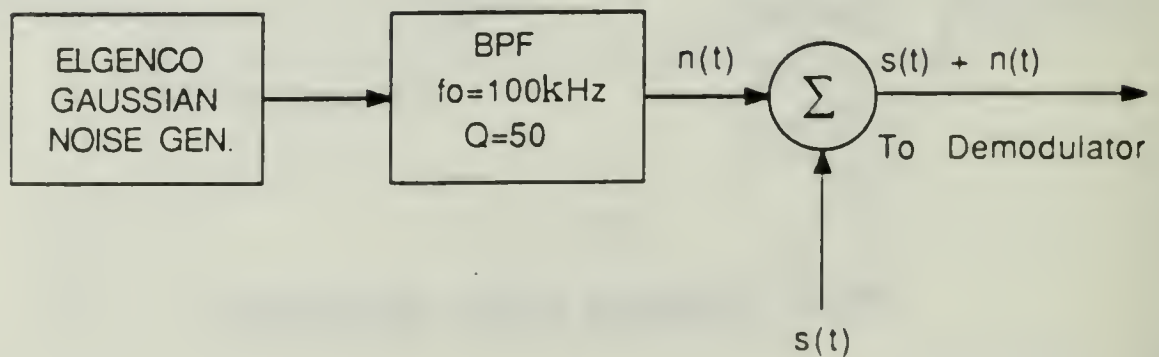 ELGENCO
GAUSSIAN
NOISE GEN.
BPF
fo=100kHz
Q=50
n(t)
Σ
s(t) + n(t)
To Demodulator
s(t)